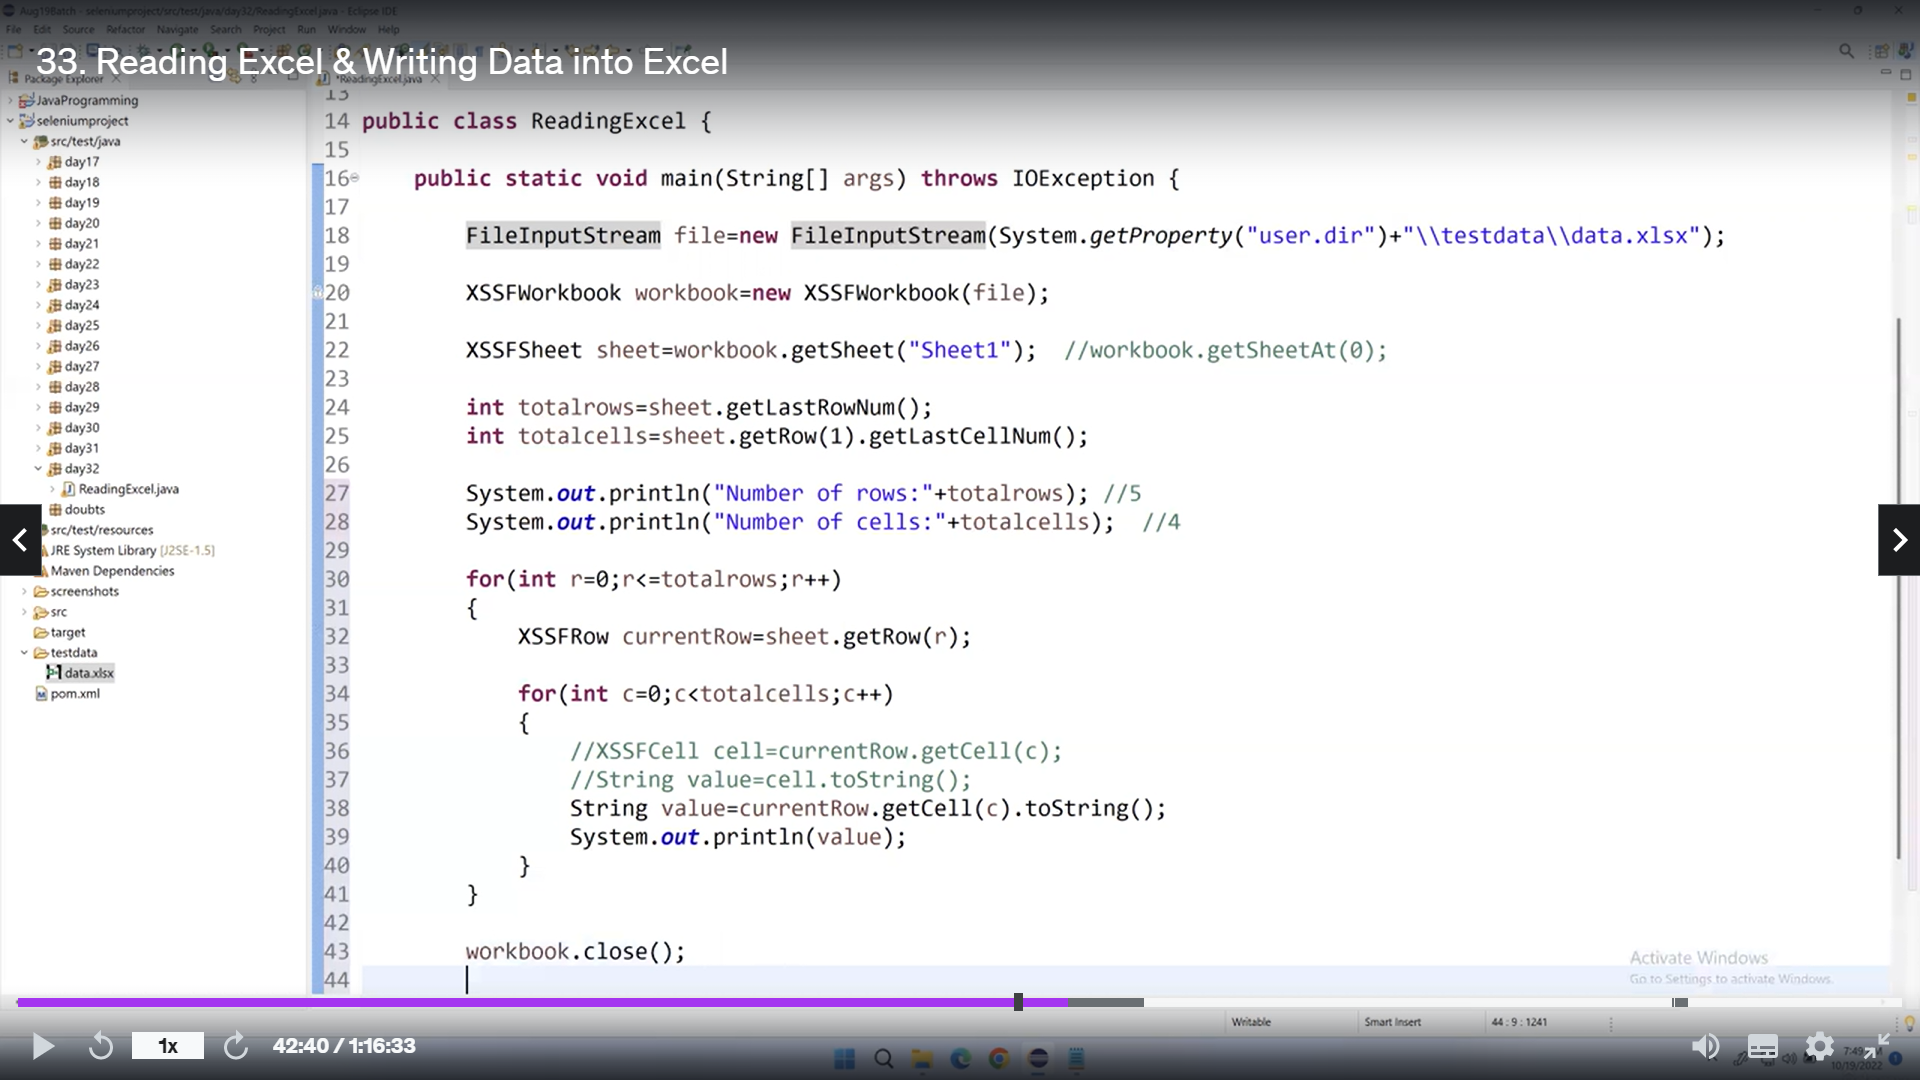 Aug19Batch - seleniumproject/src/test/java/day32/ReadingExcel.java - Eclipse IDE
File Edit Source Refactor Navigate Search Project Run Window Help
33. Reading Excel & Writing Data into Excel
Package Explorer
*ReadingExcel.java
JavaProgramming
seleniumproject
src/test/java
day17
day18
day19
day20
day21
day22
day23
day24
day25
day26
day27
day28
day29
day30
day31
day32
ReadingExcel.java
doubts
src/test/resources
JRE System Library [J2SE-1.5]
Maven Dependencies
screenshots
src
target
testdata
data.xlsx
pom.xml
13
14 public class ReadingExcel {
15
16 public static void main(String[] args) throws IOException {
17
18 FileInputStream file=new FileInputStream(System.getProperty("user.dir")+"\\testdata\\data.xlsx");
19
20 XSSFWorkbook workbook=new XSSFWorkbook(file);
21
22 XSSFSheet sheet=workbook.getSheet("Sheet1"); //workbook.getSheetAt(0);
23
24 int totalrows=sheet.getLastRowNum();
25 int totalcells=sheet.getRow(1).getLastCellNum();
26
27 System.out.println("Number of rows:"+totalrows); //5
28 System.out.println("Number of cells:"+totalcells); //4
29
30 for(int r=0;r<=totalrows;r++)
31 {
32 XSSFRow currentRow=sheet.getRow(r);
33
34 for(int c=0;c<totalcells;c++)
35 {
36 //XSSFCell cell=currentRow.getCell(c);
37 //String value=cell.toString();
38 String value=currentRow.getCell(c).toString();
39 System.out.println(value);
40 }
41 }
42
43 workbook.close();
44
Activate Windows
Go to Settings to activate Windows.
Writable Smart Insert 44 : 9 : 1241
1x 42:40 / 1:16:33
10/19/2022